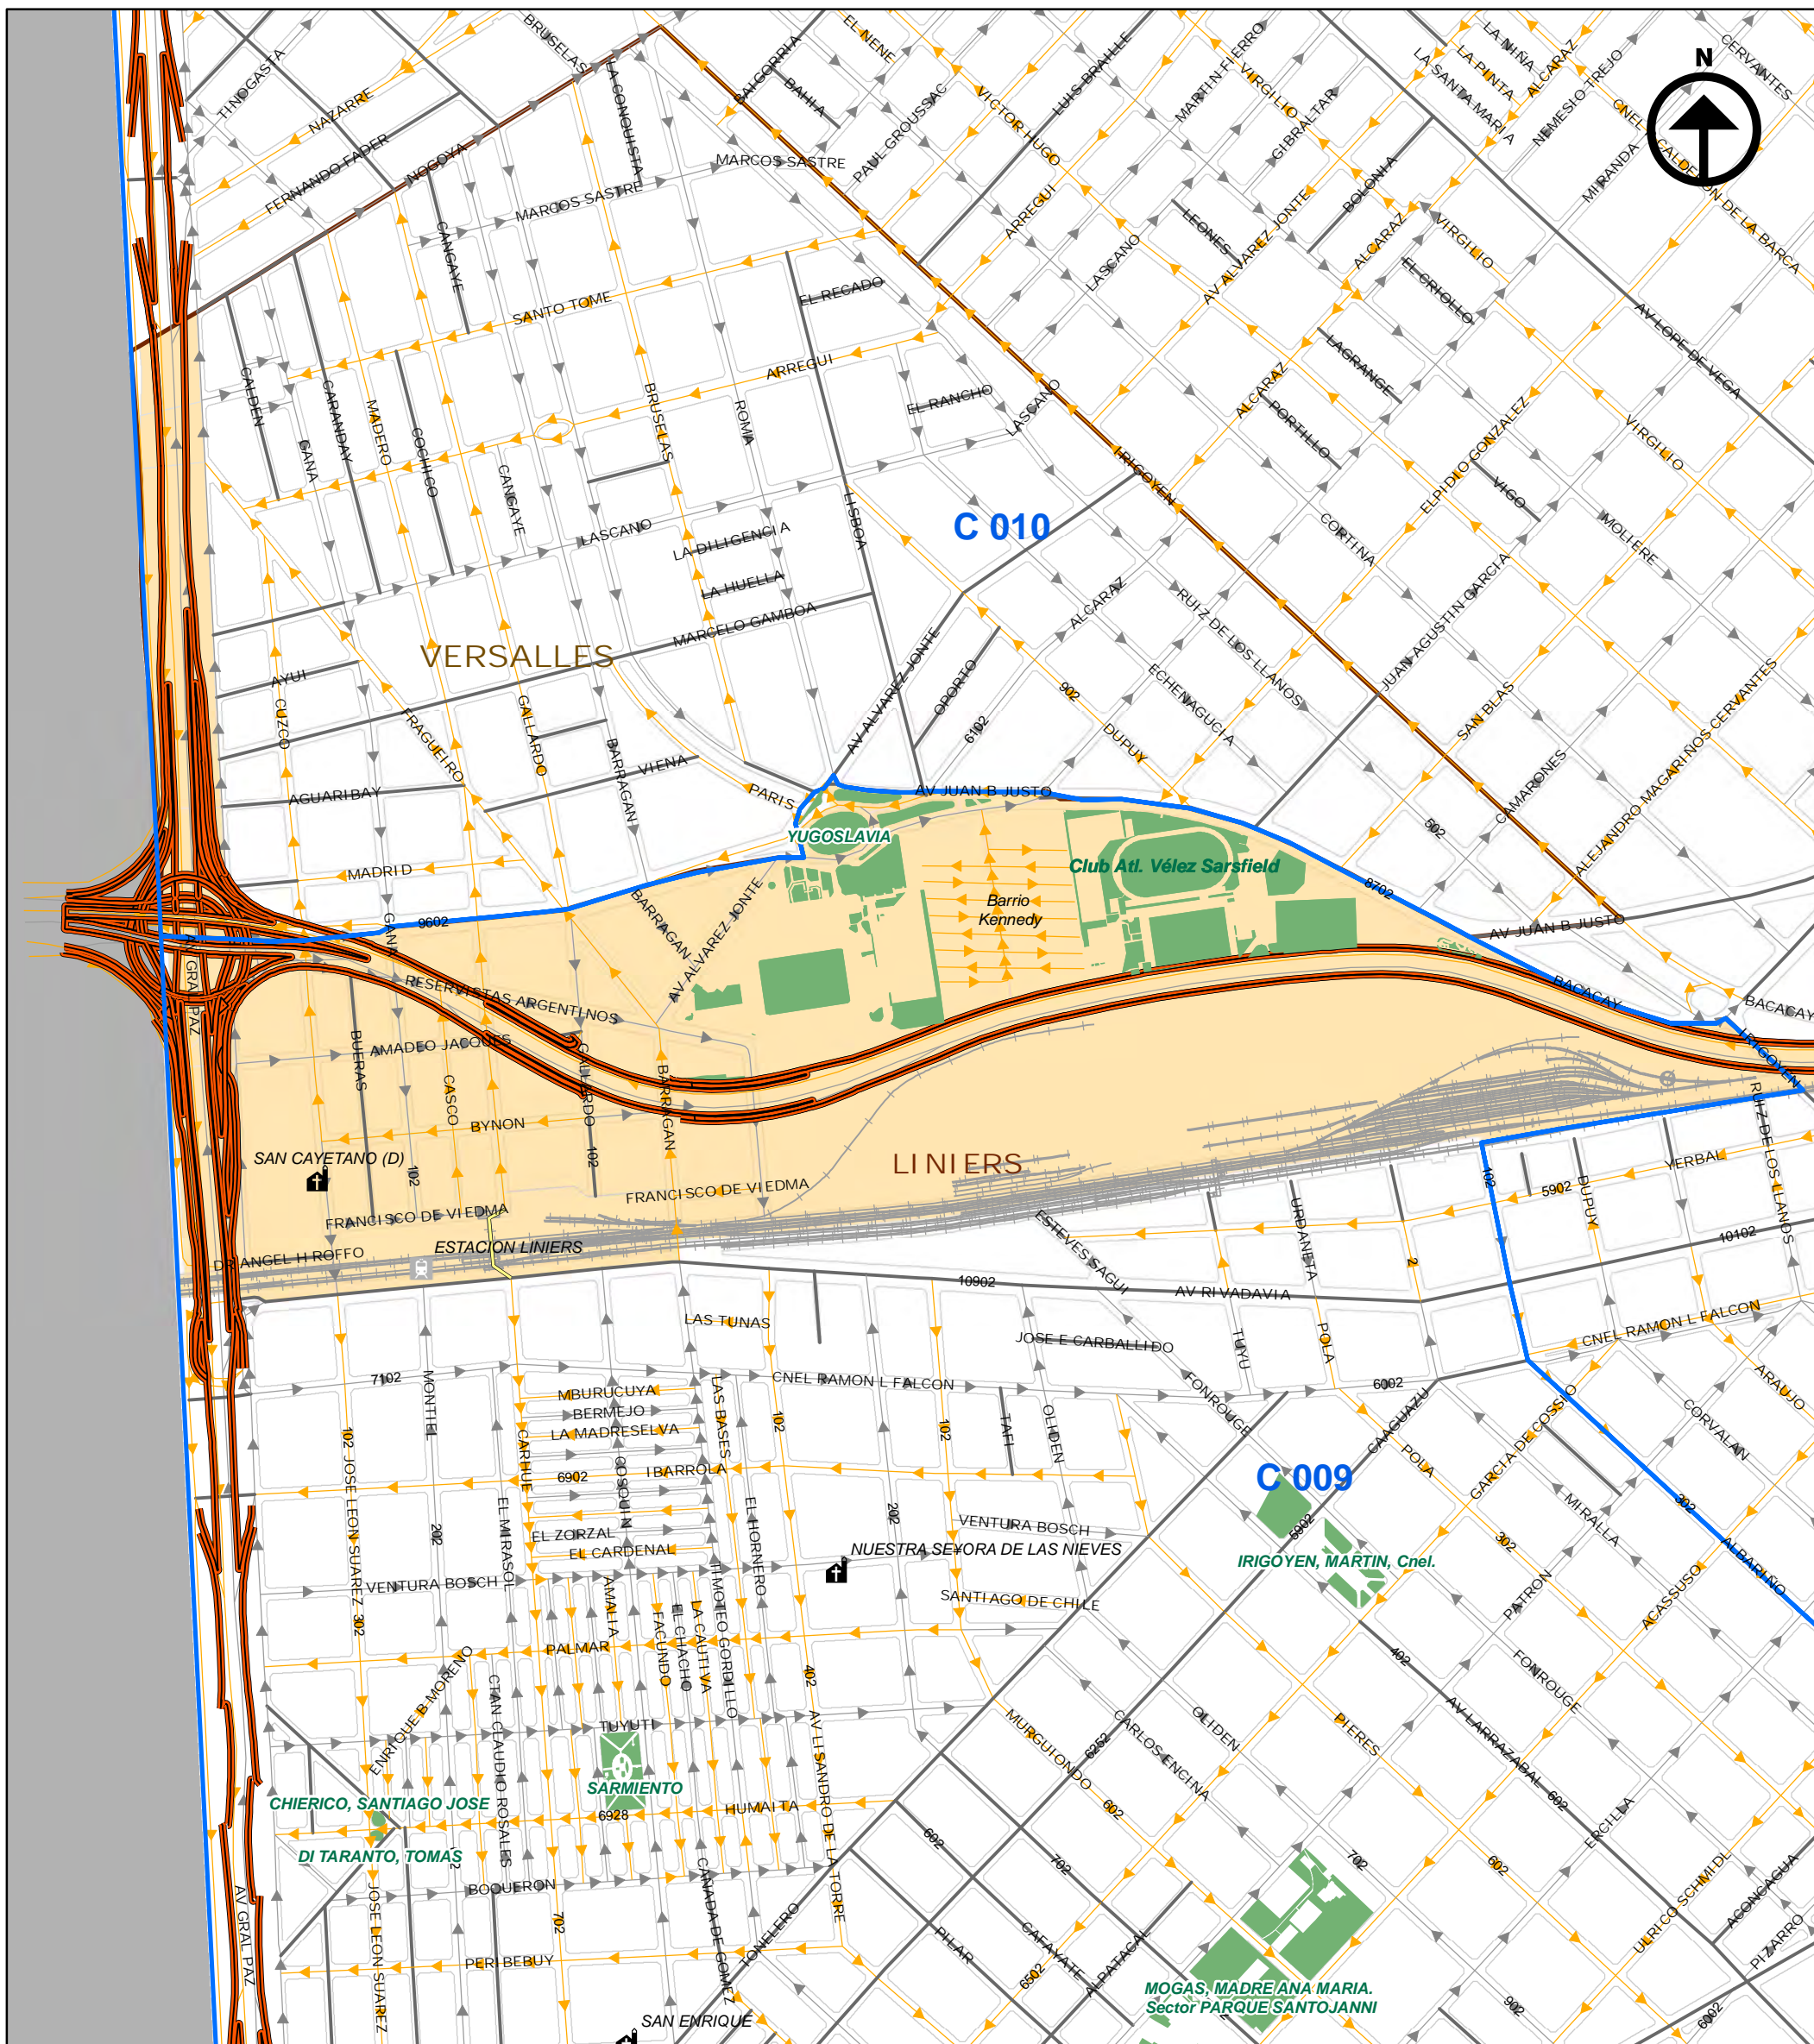 BRUSELAS
LA CONQUISTA
TINOGASTA
NAZARRE
FERNANDO FADER
NOGOYA
BAIGORRIA
BAHIA
EL NENE
PAUL GROUSSAC
VICTOR HUGO
LUIS BRAILLE
MARTIN FIERRO
VIRGILIO
GIBRALTAR
LA SANTA MARIA
LA PINTA
LA NIÑA
ALCARAZ
NEMESIO TREJO
CERVANTES
N
CNEL CALDERON DE LA BARCA
MIRANDA
MARCOS SASTRE
MARCOS SASTRE
CANGAYE
SANTO TOME
EL RECADO
ARREGUI
LASCANO
LEONES
AV ALVAREZ JONTE
BOLONIA
ALCARAZ
VIRGILIO
EL CRIOLLO
AV LOPE DE VEGA
CALDEN
GANA
CARANDAY
MADERO
COCHICO
CANGAYE
BRUSELAS
ROMA
ARREGUI
EL RANCHO
LASCANO
ALCARAZ
LAGRANGE
PORTILLO
ELPIDIO GONZALEZ
VIRGILIO
VIGO
MOLIERE
IRIGOYEN
CORTINA
LISBOA
C 010
LASCANO
LA DILIGENCIA
LA HUELLA
MARCELO GAMBOA
VERSALLES
ALCARAZ
RUIZ DE LOS LLANOS
JUAN AGUSTIN GARCIA
AYUI
CUZCO
FRAGUEIRO
GALLARDO
BARRAGAN
VIENA
AV ALVAREZ JONTE
OPORTO
6102
902
DUPUY
ECHENAGUCIA
SAN BLAS
CAMARONES
ALEJANDRO MAGARIÑOS CERVANTES
AGUARIBAY
PARIS
AV JUAN B JUSTO
502
YUGOSLAVIA
Club Atl. Vélez Sarsfield
8702
MADRID
Barrio
Kennedy
9602
GANA
BARRAGAN
AV ALVAREZ JONTE
AV JUAN B JUSTO
AV GRAL PAZ
RESERVISTAS ARGENTINOS
BACACAY
BACACAY
IRIGOYEN
BUERAS
AMADEO JACQUES
CASCO
BYNON
GALLARDO
102
BARRAGAN
SAN CAYETANO (D)
102
LINIERS
FRANCISCO DE VIEDMA
FRANCISCO DE VIEDMA
102
YERBAL
5902
DUPUY
RUIZ DE LOS LLANOS
10102
DR ANGEL H ROFFO
ESTACION LINIERS
ESTEVES SAGUI
URDANETA
2
10902
AV RIVADAVIA
LAS TUNAS
JOSE E CARBALLIDO
TUYU
POLA
CNEL RAMON L FALCON
7102
MONTIEL
CNEL RAMON L FALCON
FONROUGE
6002
ARAUJO
MBURUCUYA
BERMEJO
LA MADRESELVA
LAS BASES
102
102
TAFI
OLIDEN
CAAGUAZU
POLA
GARCIA DE COSSIO
CORVALAN
102
JOSE LEON SUAREZ
CARHUE
6902
IBARROLA
COSQUIN
C 009
302
MIRALLA
202
EL MIRASOL
EL HORNERO
202
VENTURA BOSCH
5902
302
ALBARIÑO
EL ZORZAL
EL CARDENAL
NUESTRA SE¥ORA DE LAS NIEVES
IRIGOYEN, MARTIN, Cnel.
VENTURA BOSCH
302
AMALIA
FACUNDO
EL CHACHO
LA CAUTIVA
TIMOTEO GORDILLO
SANTIAGO DE CHILE
PATRON
ACASSUSO
PALMAR
402
402
FONROUGE
ENRIQUE B MORENO
CTAN CLAUDIO ROSALES
TUYUTI
AV LISANDRO DE LA TORRE
MURGUIONDO
6252
CARLOS ENCINA
OLIDEN
PIERES
AV LARRAZABAL
602
CHIERICO, SANTIAGO JOSE
SARMIENTO
6928
HUMAITA
602
602
702
702
602
ERCILLA
DI TARANTO, TOMAS
BOQUERON
CAÑADA DE GOMEZ
ULRICO SCHMIDL
ACONCAGUA
PIZARRO
AV GRAL PAZ
JOSE LEON SUAREZ
702
PERIBEBUY
TONELERO
PILAR
CAFAYATE
6502
ALPATACAL
MOGAS, MADRE ANA MARIA.
Sector PARQUE SANTOJANNI
902
6002
SAN ENRIQUE